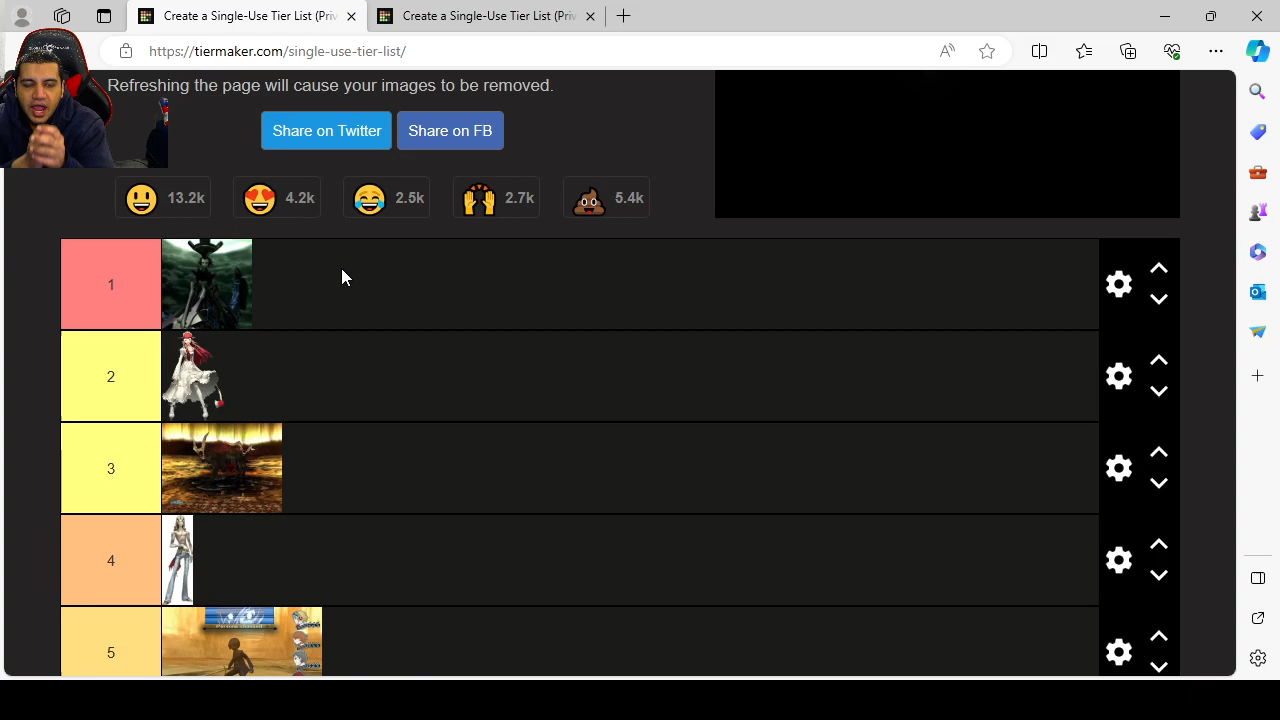 Create a Single-Use Tier List (Priv
Create a Single-Use Tier List (Priv
https://tiermaker.com/single-use-tier-list/
Refreshing the page will cause your images to be removed.
Share on Twitter
Share on FB
13.2k
4.2k
2.5k
2.7k
5.4k
1
2
3
4
5